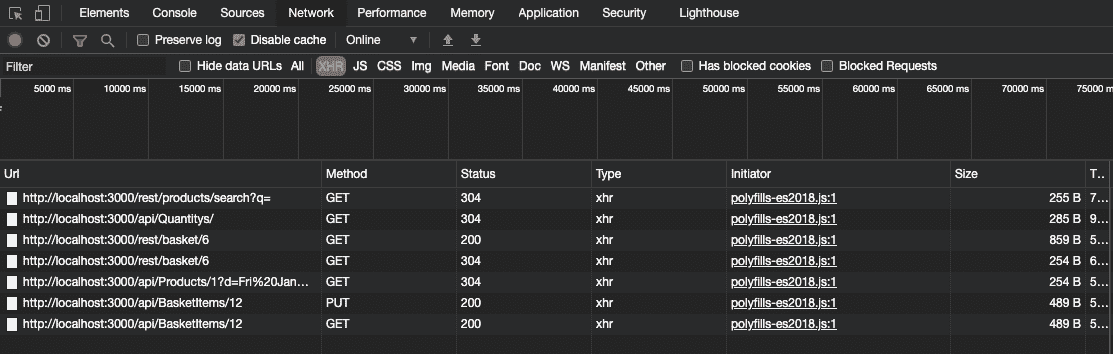 Elements Console Sources Network Performance Memory Application Security Lighthouse
Preserve log Disable cache Online
Filter Hide data URLs All XHR JS CSS Img Media Font Doc WS Manifest Other Has blocked cookies Blocked Requests
5000 ms 10000 ms 15000 ms 20000 ms 25000 ms 30000 ms 35000 ms 40000 ms 45000 ms 50000 ms 55000 ms 60000 ms 65000 ms 70000 ms 75000 ms
Url Method Status Type Initiator Size T..
http://localhost:3000/rest/products/search?q= GET 304 xhr polyfills-es2018.js:1 255 B 7...
http://localhost:3000/api/Quantitys/ GET 304 xhr polyfills-es2018.js:1 285 B 9...
http://localhost:3000/rest/basket/6 GET 200 xhr polyfills-es2018.js:1 859 B 5...
http://localhost:3000/rest/basket/6 GET 304 xhr polyfills-es2018.js:1 254 B 6...
http://localhost:3000/api/Products/1?d=Fri%20Jan... GET 304 xhr polyfills-es2018.js:1 254 B 5...
http://localhost:3000/api/BasketItems/12 PUT 200 xhr polyfills-es2018.js:1 489 B 5...
http://localhost:3000/api/BasketItems/12 GET 200 xhr polyfills-es2018.js:1 489 B 5...